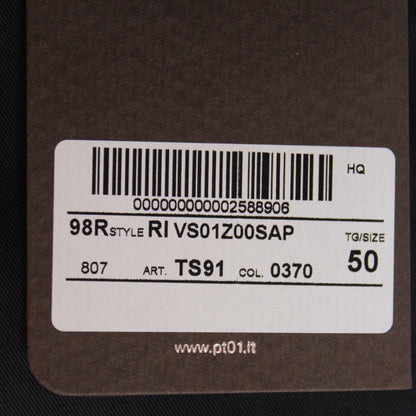 HQ
000000000002588906
98R STYLE RI VS01Z00SAP TG/SIZE
807 ART. TS91 COL. 0370 50
www.pt01.it